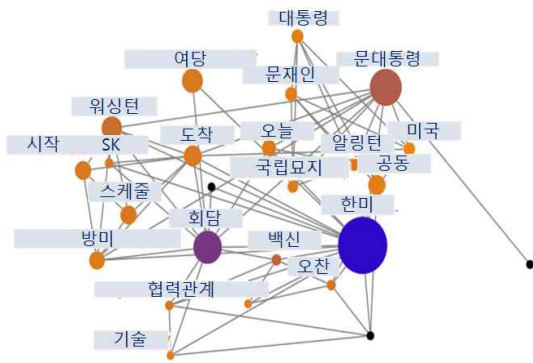 대통령
여당
문대통령
문재인
워싱턴
시작
SK
도착
오늘
알링턴
미국
국립묘지
공동
스케줄
회담
한미
방미
백신
오찬
협력관계
기술